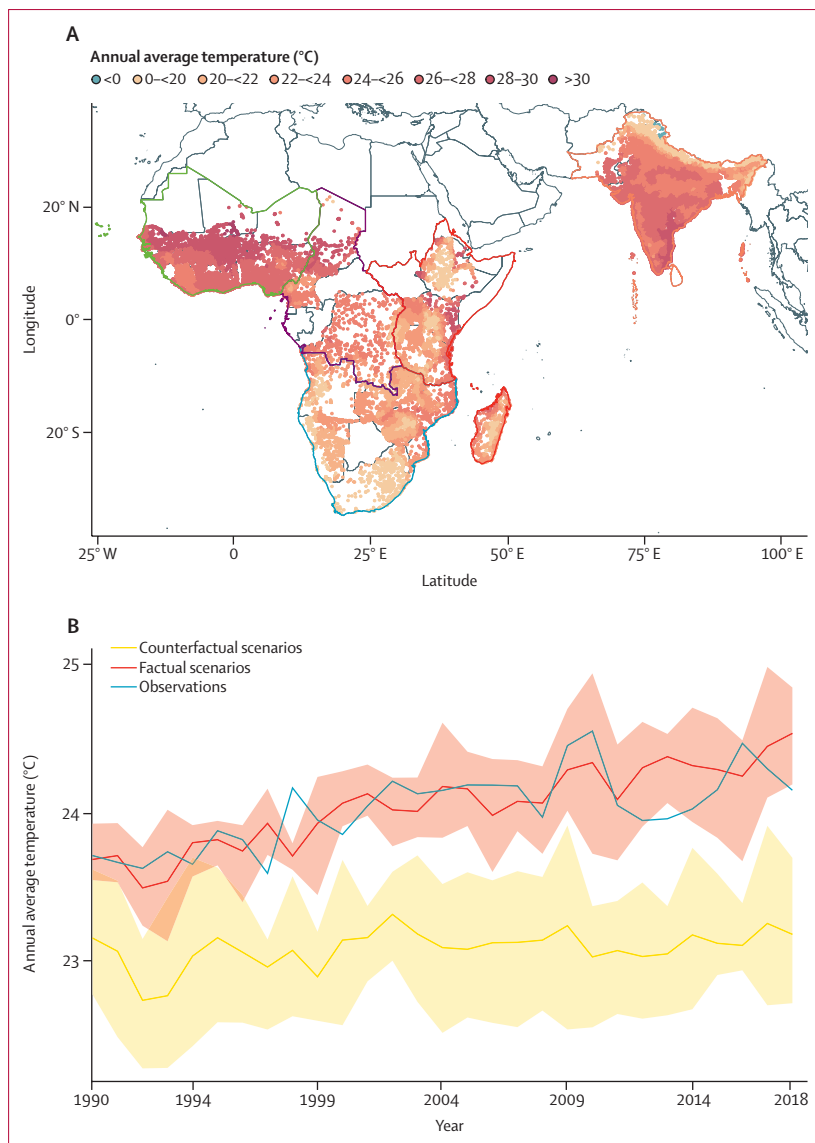 A
Annual average temperature (°C)
<0 0–<20 20–<22 22–<24 24–<26 26–<28 28–30 >30
20° N
0°
20° S
Longitude
25° W 0 25° E 50° E 75° E 100° E
Latitude
B
Counterfactual scenarios
Factual scenarios
Observations
25
24
23
Annual average temperature (°C)
1990 1994 1999 2004 2009 2014 2018
Year